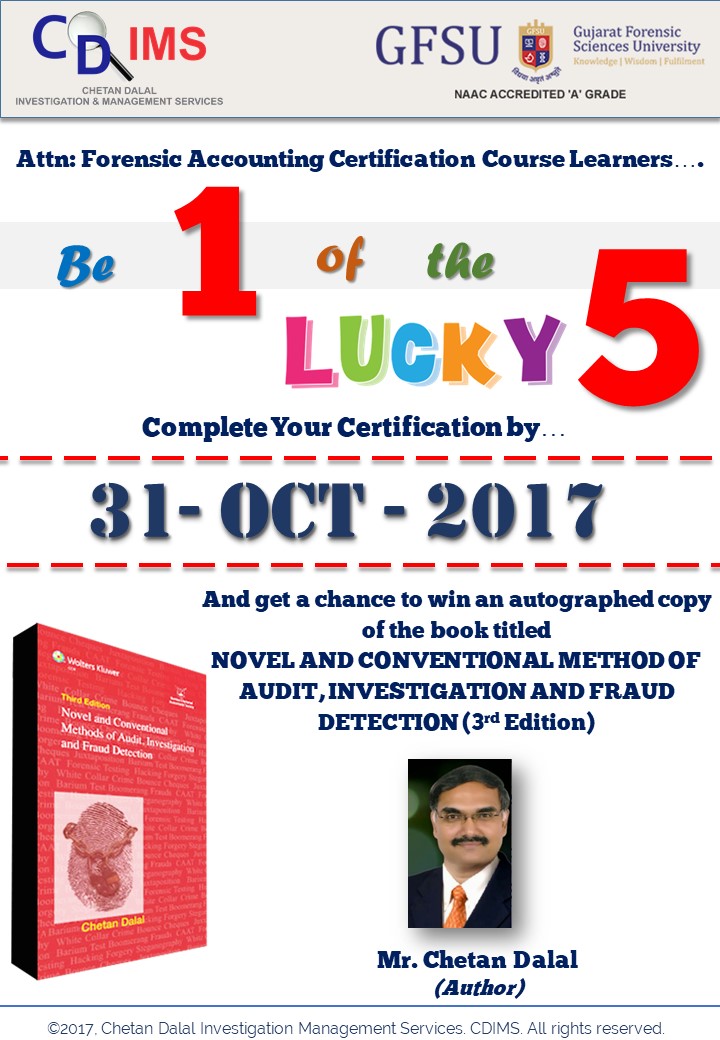 CD IMS
CHETAN DALAL
INVESTIGATION & MANAGEMENT SERVICES
GFSU
GFSU
Gujarat Forensic
Sciences University
Knowledge | Wisdom | Fulfilment
NAAC ACCREDITED 'A' GRADE
Attn: Forensic Accounting Certification Course Learners….
Be 1 of the
LUCKY 5
Complete Your Certification by…
31- OCT - 2017
And get a chance to win an autographed copy
of the book titled
NOVEL AND CONVENTIONAL METHOD OF
AUDIT, INVESTIGATION AND FRAUD
DETECTION (3rd Edition)
Wolters Kluwer
Third Edition
Novel and Conventional
Methods of Audit, Investigation
and Fraud Detection
Chetan Dalal
Mr. Chetan Dalal
(Author)
©2017, Chetan Dalal Investigation Management Services. CDIMS. All rights reserved.